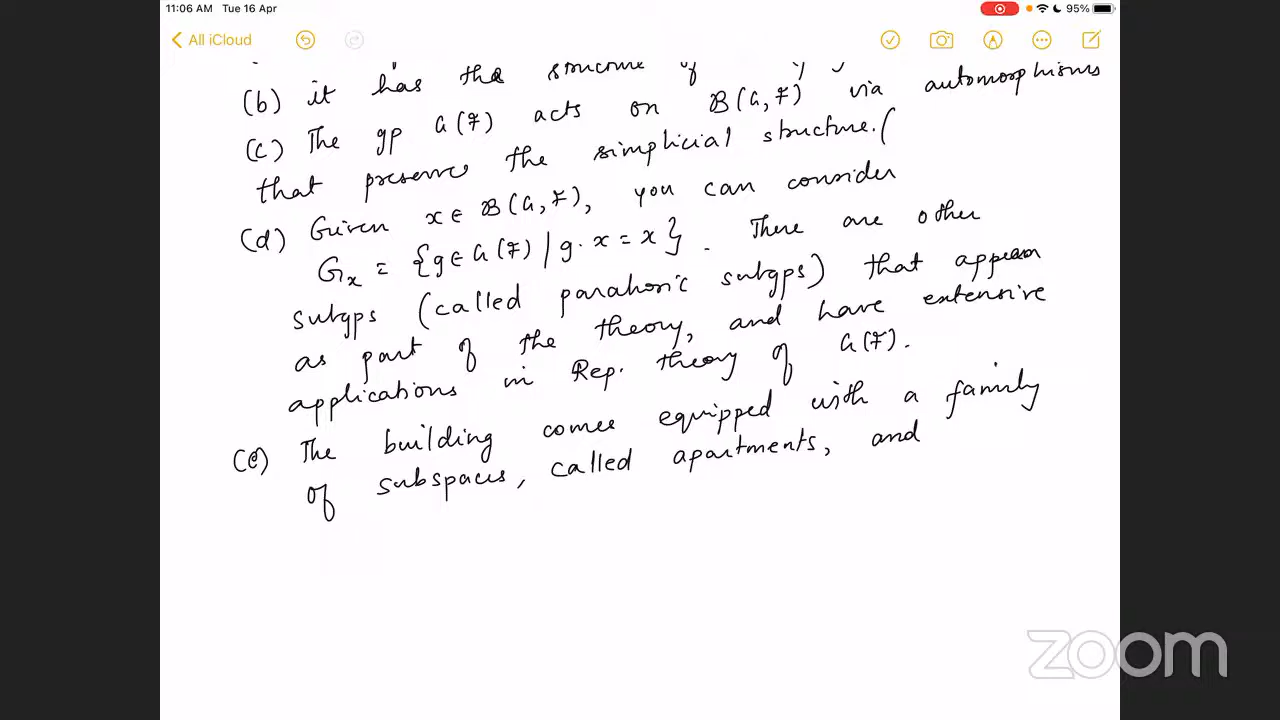 11:06 AM Tue 16 Apr
95%
All iCloud
(b) it has the structure of
(c) The gp G(F) acts on B(G,F) via automorphisms
that preserve the simplicial structure. (
(d) Given x ∈ B(G,F), you can consider
Gx = {g ∈ G(F) | g·x = x}. There are other
subgps (called parahoric subgps) that appear
as part of the theory, and have extensive
applications in Rep. theory of G(F).
(e) The building comes equipped with a family
of subspaces, called apartments, and
zoom